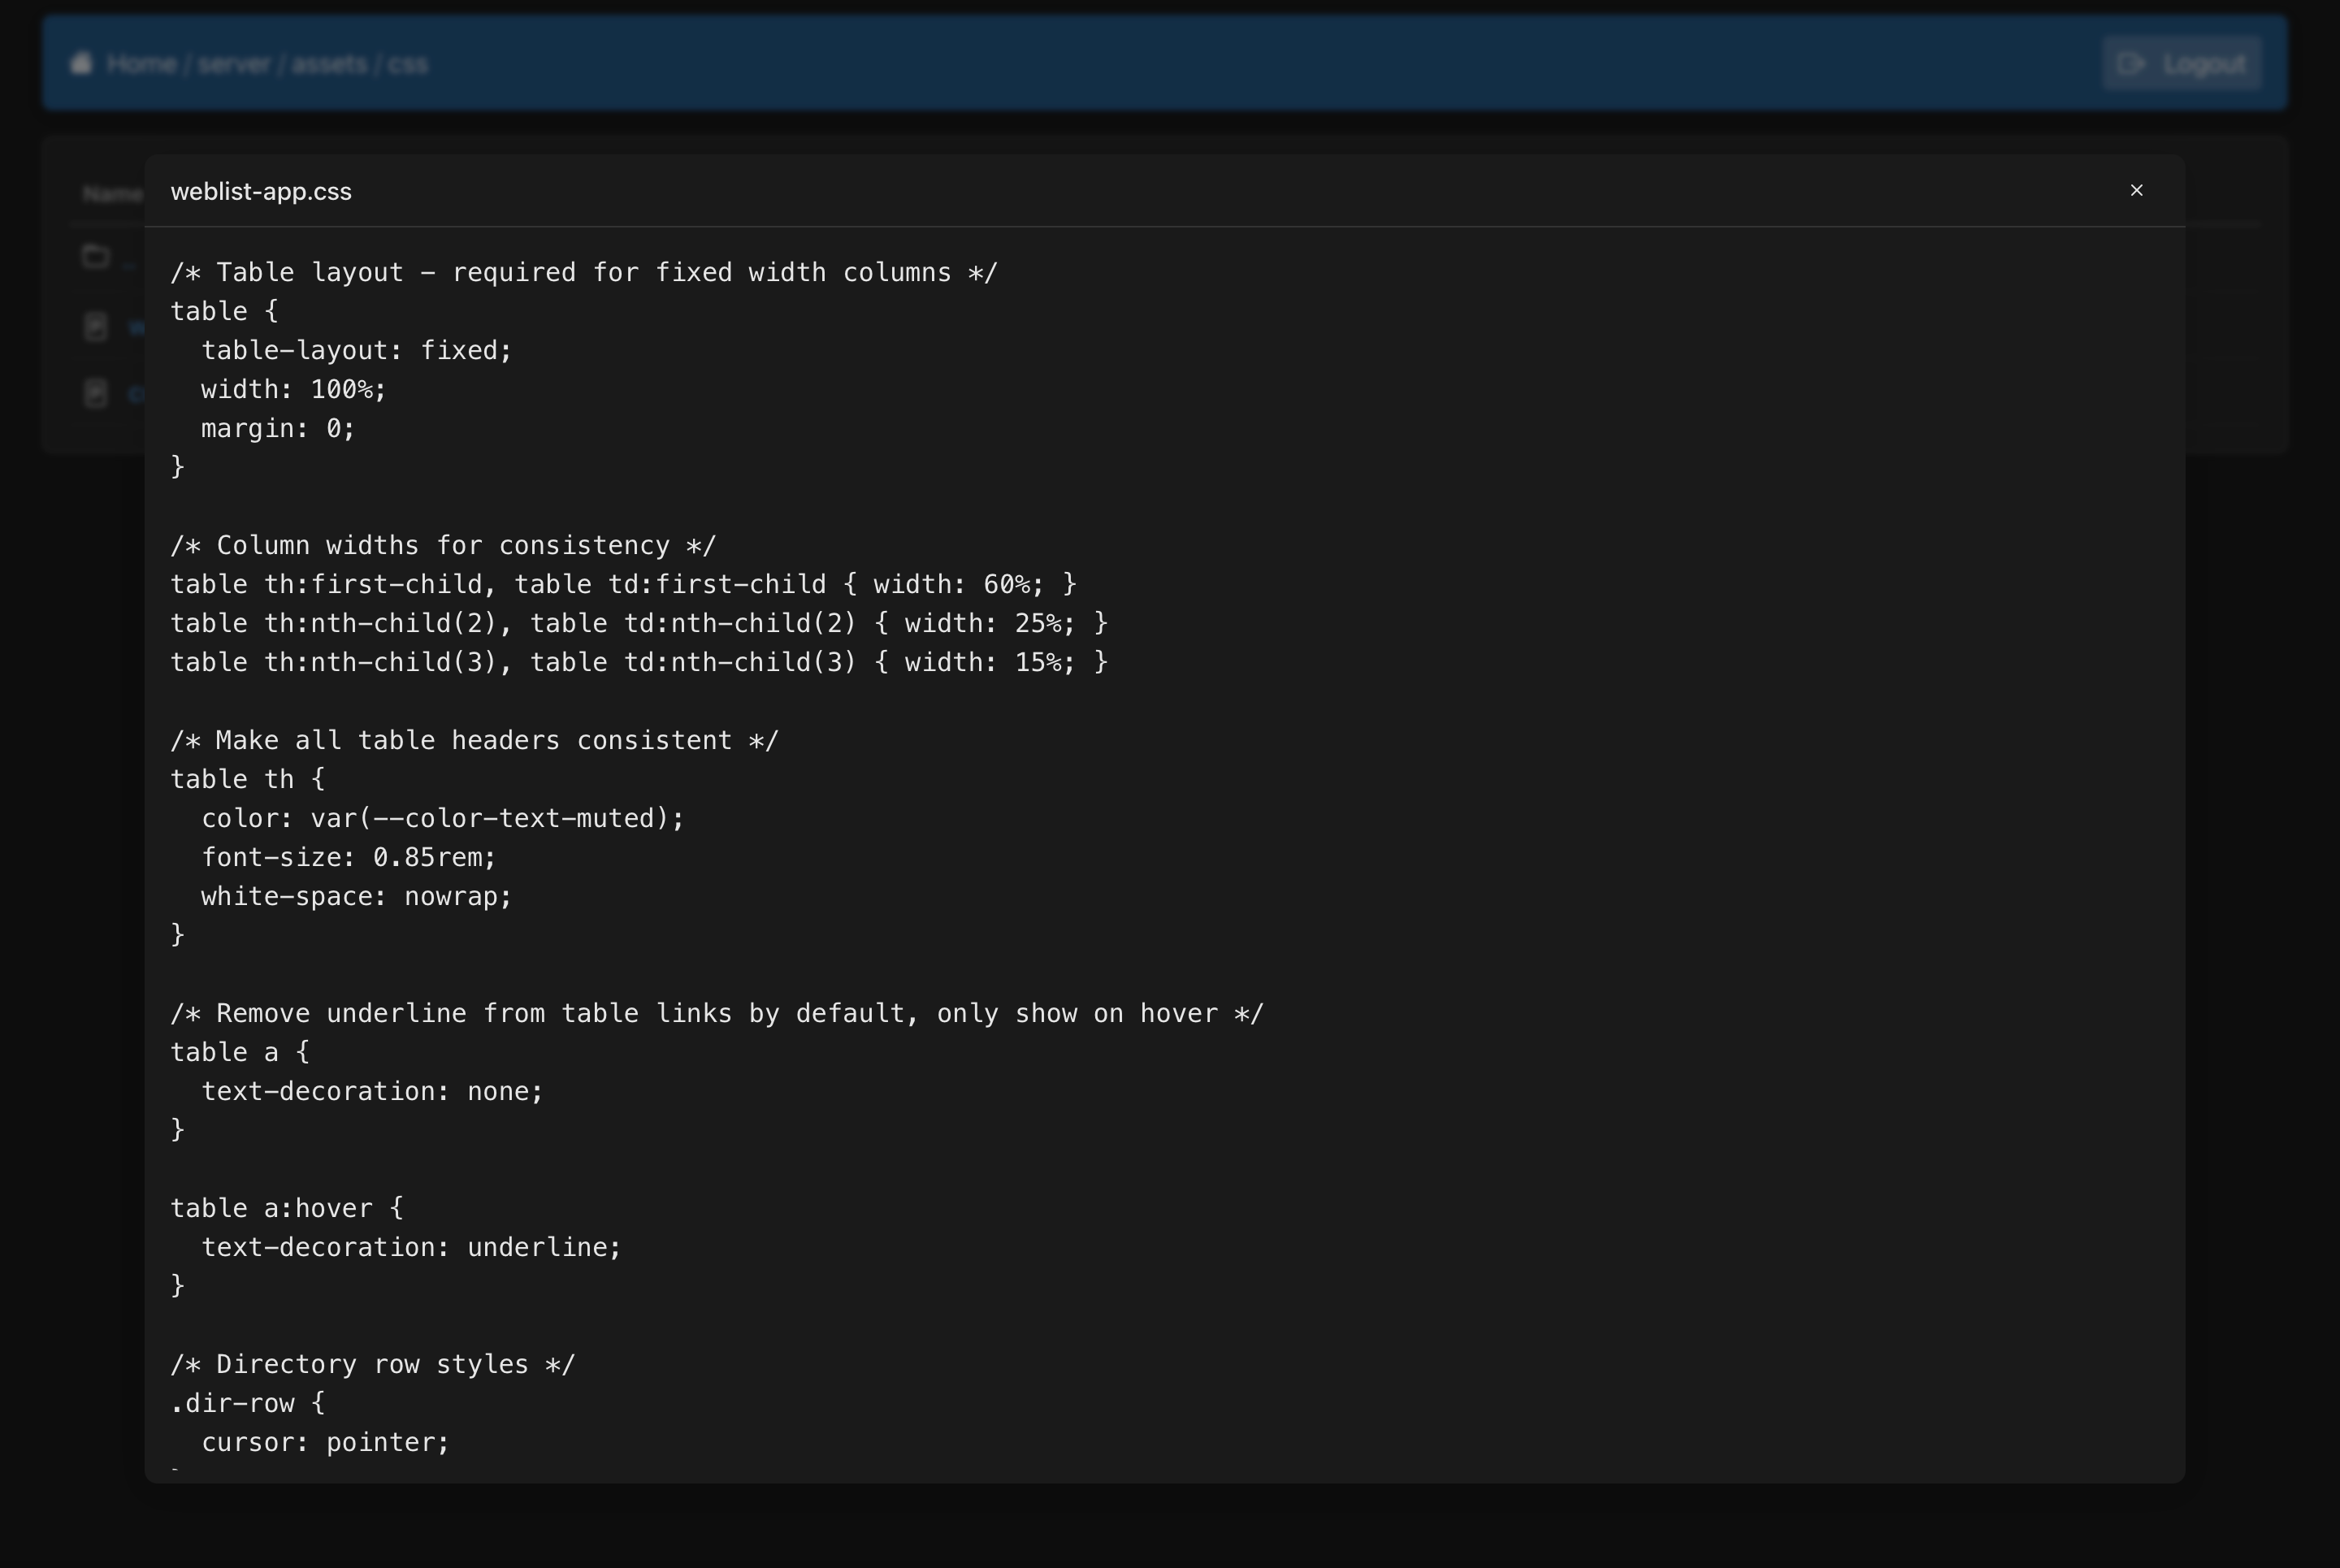 Home / server / assets / css
Logout
Name
weblist-app.css
×
/* Table layout - required for fixed width columns */
table {
  table-layout: fixed;
  width: 100%;
  margin: 0;
}

/* Column widths for consistency */
table th:first-child, table td:first-child { width: 60%; }
table th:nth-child(2), table td:nth-child(2) { width: 25%; }
table th:nth-child(3), table td:nth-child(3) { width: 15%; }

/* Make all table headers consistent */
table th {
  color: var(--color-text-muted);
  font-size: 0.85rem;
  white-space: nowrap;
}

/* Remove underline from table links by default, only show on hover */
table a {
  text-decoration: none;
}

table a:hover {
  text-decoration: underline;
}

/* Directory row styles */
.dir-row {
  cursor: pointer;